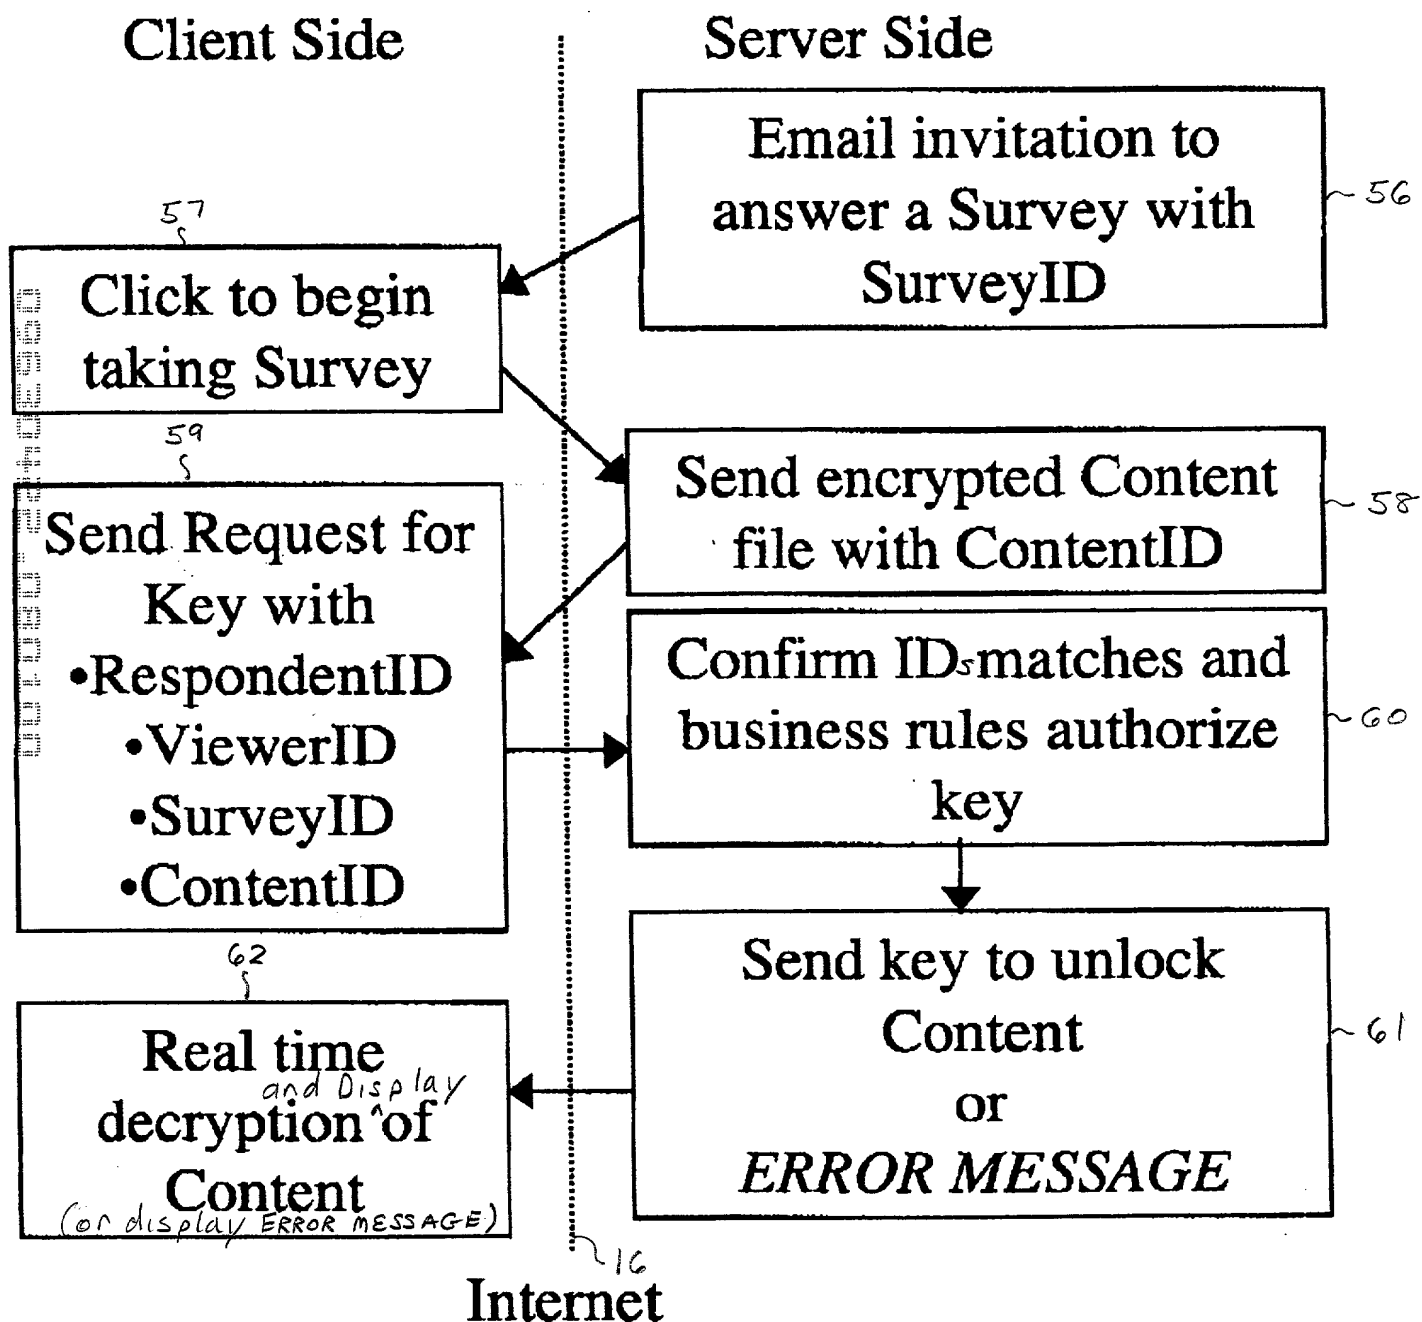 Client Side
Server Side
Email invitation to
answer a Survey with
SurveyID
56
57
Click to begin
taking Survey
Send encrypted Content
file with ContentID
58
59
Send Request for
Key with
•RespondentID
•ViewerID
•SurveyID
•ContentID
Confirm IDs matches and
business rules authorize
key
60
Send key to unlock
Content
or
ERROR MESSAGE
61
62
Real time
and Display
decryption ^ of
Content
(or display ERROR MESSAGE)
16
Internet